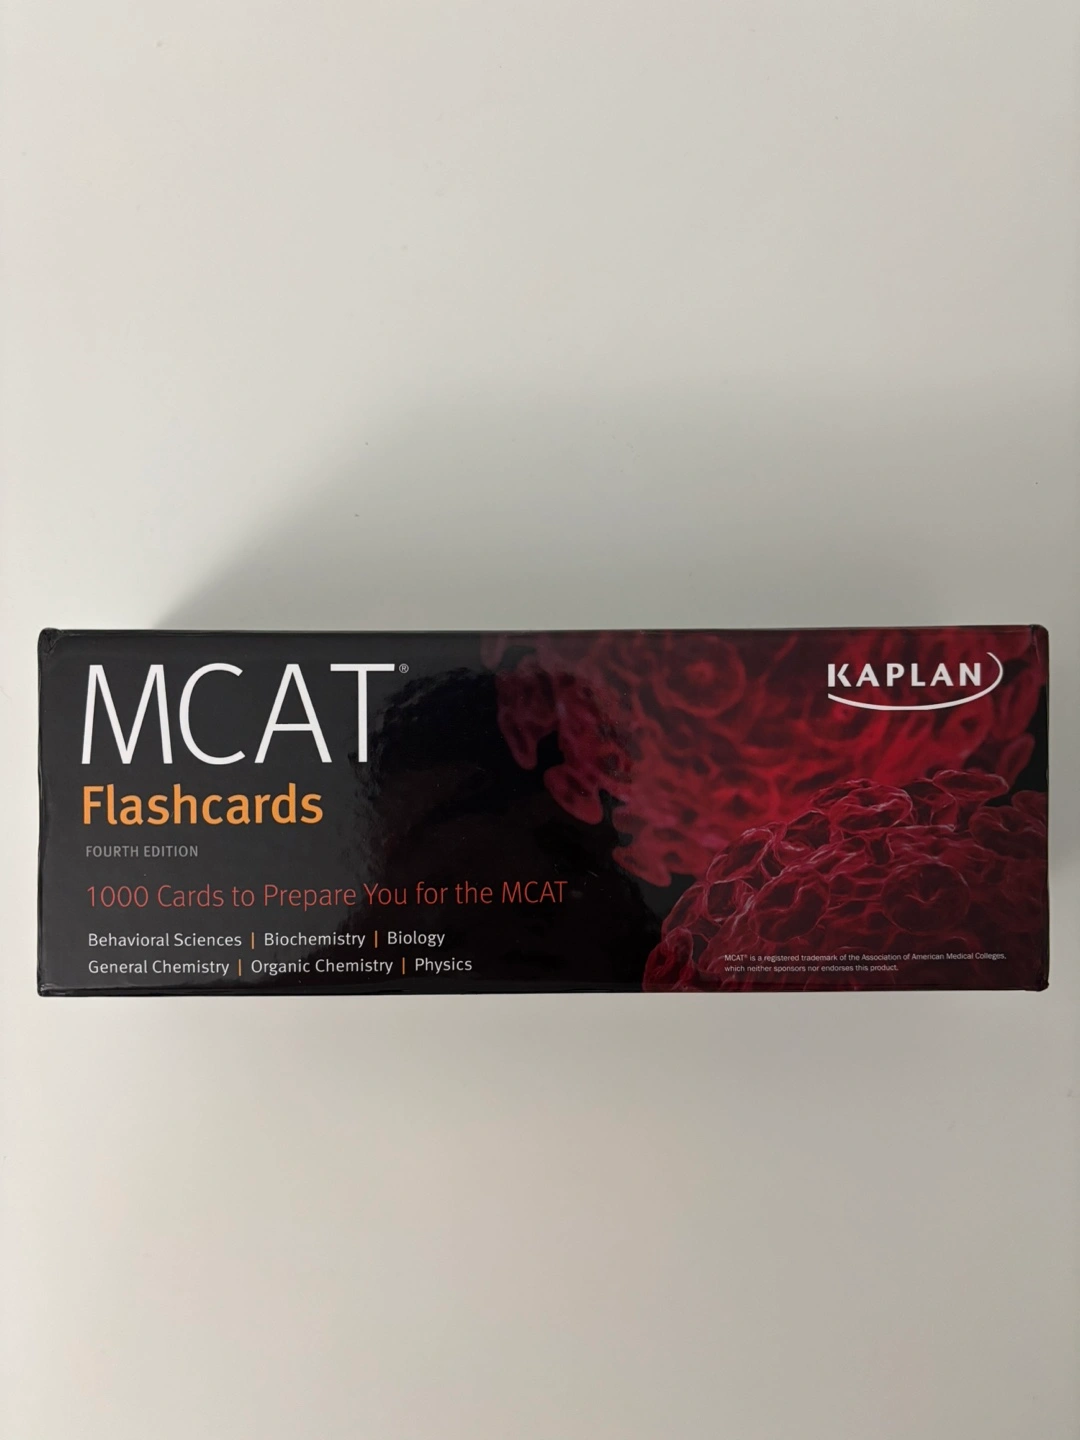 MCAT®
KAPLAN
Flashcards
FOURTH EDITION
1000 Cards to Prepare You for the MCAT
Behavioral Sciences | Biochemistry | Biology
General Chemistry | Organic Chemistry | Physics
MCAT® is a registered trademark of the Association of American Medical Colleges,
which neither sponsors nor endorses this product.